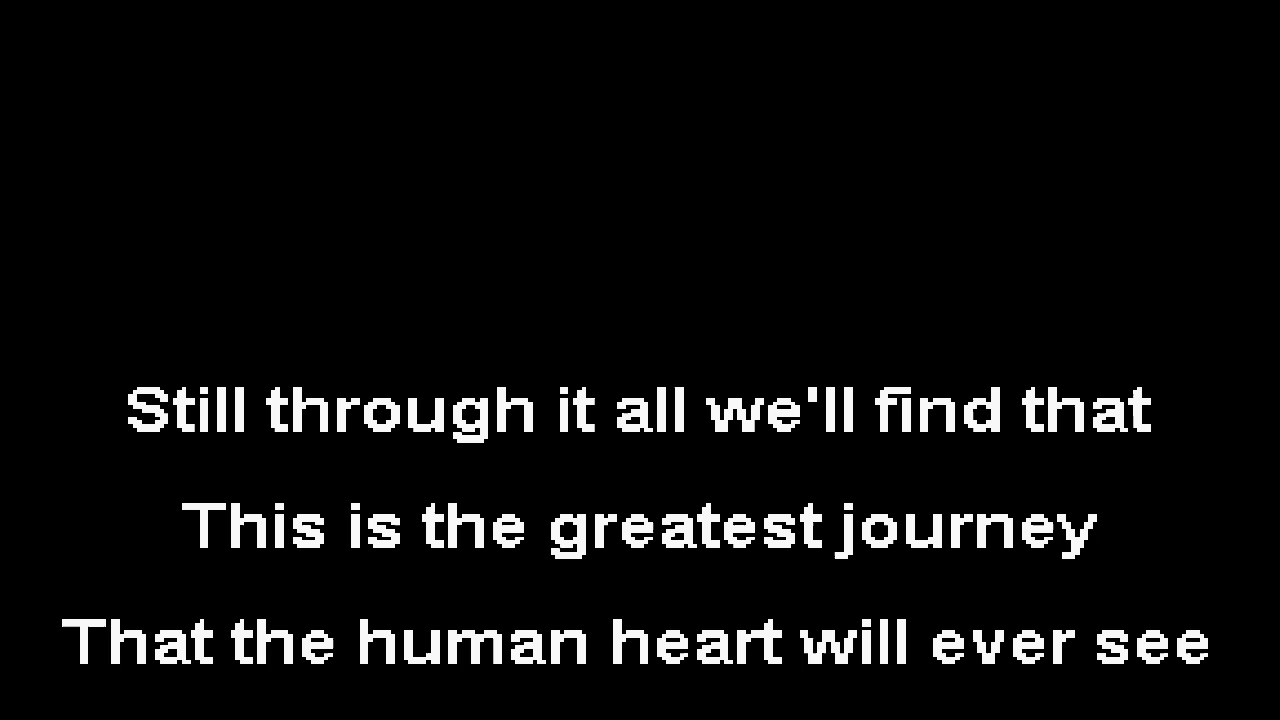 Still through it all we'll find that
This is the greatest journey
That the human heart will ever see